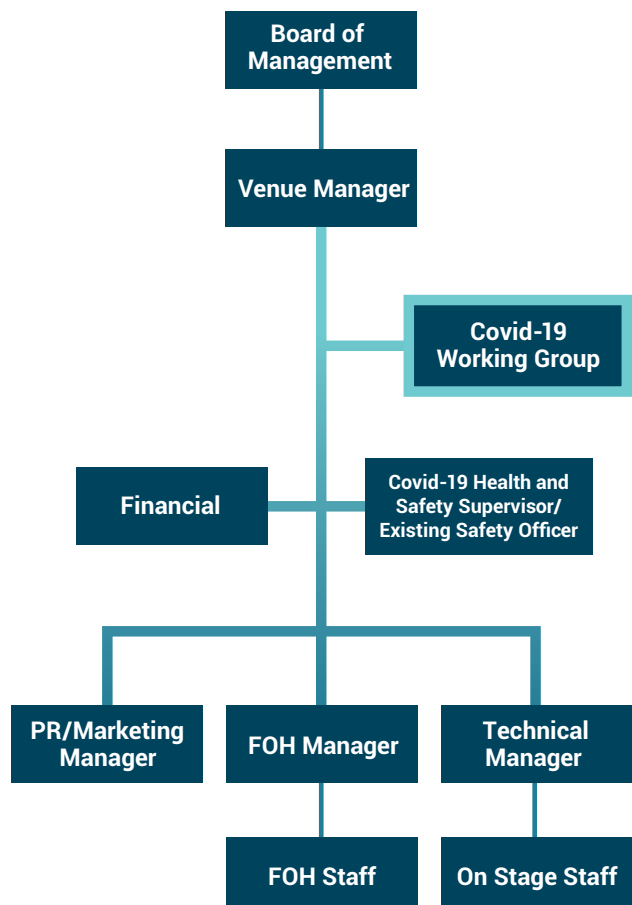 Board of
Management
Venue Manager
Covid-19
Working Group
Financial
Covid-19 Health and
Safety Supervisor/
Existing Safety Officer
PR/Marketing
Manager
FOH Manager
Technical
Manager
FOH Staff
On Stage Staff